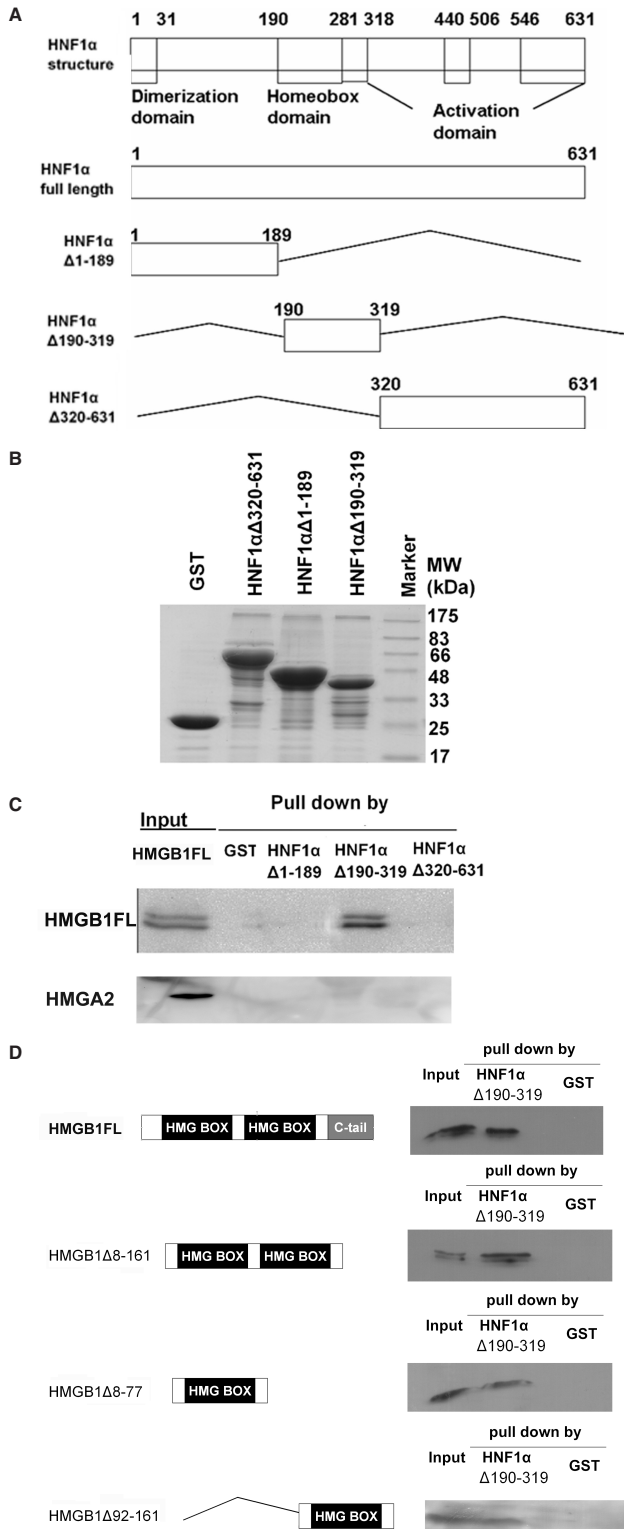 A
1 31 190 281 318 440 506 546 631
HNF1α
structure
Dimerization
domain
Homeobox
domain
Activation
domain
HNF1α
full length
1 631
HNF1α
Δ1-189
1 189
HNF1α
Δ190-319
190 319
HNF1α
Δ320-631
320 631
B
GST
HNF1αΔ320-631
HNF1αΔ1-189
HNF1αΔ190-319
Marker
MW
(kDa)
175
83
66
48
33
25
17
C
Input
Pull down by
HMGB1FL GST HNF1α HNF1α HNF1α
Δ1-189 Δ190-319 Δ320-631
HMGB1FL
HMGA2
D
pull down by
Input HNF1α GST
Δ190-319
HMGB1FL HMG BOX HMG BOX C-tail
pull down by
Input HNF1α GST
Δ190-319
HMGB1Δ8-161 HMG BOX HMG BOX
pull down by
Input HNF1α GST
Δ190-319
HMGB1Δ8-77 HMG BOX
pull down by
Input HNF1α GST
Δ190-319
HMGB1Δ92-161 HMG BOX